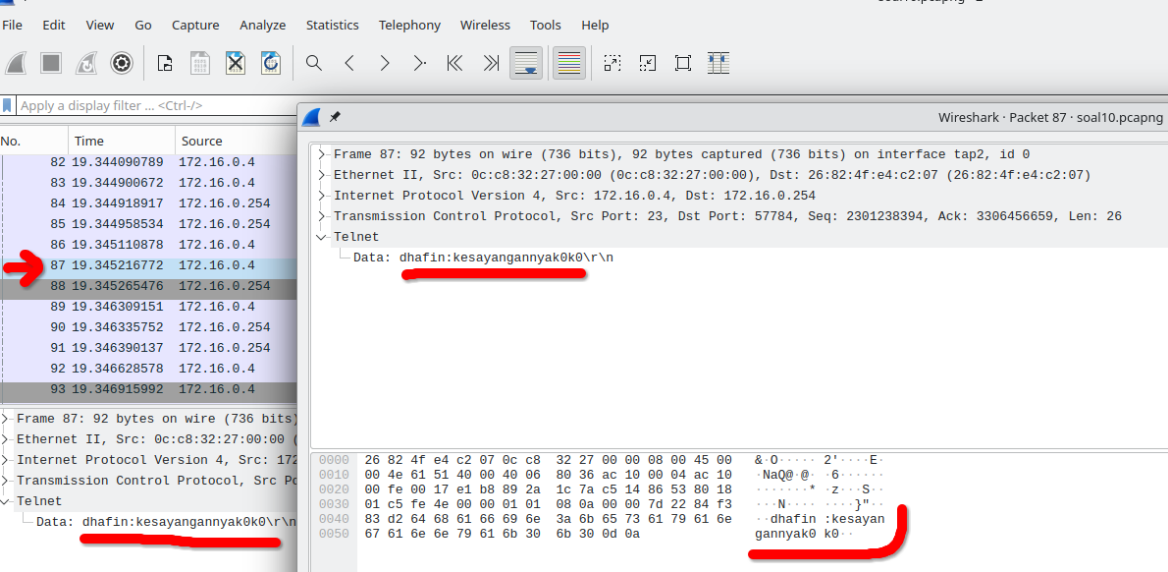 File Edit View Go Capture Analyze Statistics Telephony Wireless Tools Help
Apply a display filter ... <Ctrl-/>
No. Time Source
82 19.344090789 172.16.0.4
83 19.344900672 172.16.0.4
84 19.344918917 172.16.0.254
85 19.344958534 172.16.0.254
86 19.345110878 172.16.0.4
87 19.345216772 172.16.0.4
88 19.345265476 172.16.0.254
89 19.346309151 172.16.0.4
90 19.346335752 172.16.0.254
91 19.346390137 172.16.0.254
92 19.346628578 172.16.0.4
93 19.346915992 172.16.0.4
Frame 87: 92 bytes on wire (736 bits)
Ethernet II, Src: 0c:c8:32:27:00:00 (
Internet Protocol Version 4, Src: 172
Transmission Control Protocol, Src Po
Telnet
Data: dhafin:kesayangannyak0k0\r\n
Wireshark · Packet 87 · soal10.pcapng
Frame 87: 92 bytes on wire (736 bits), 92 bytes captured (736 bits) on interface tap2, id 0
Ethernet II, Src: 0c:c8:32:27:00:00 (0c:c8:32:27:00:00), Dst: 26:82:4f:e4:c2:07 (26:82:4f:e4:c2:07)
Internet Protocol Version 4, Src: 172.16.0.4, Dst: 172.16.0.254
Transmission Control Protocol, Src Port: 23, Dst Port: 57784, Seq: 2301238394, Ack: 3306456659, Len: 26
Telnet
Data: dhafin:kesayangannyak0k0\r\n
0000 26 82 4f e4 c2 07 0c c8 32 27 00 00 08 00 45 00 &·O·····2'····E·
0010 00 4e 61 51 40 00 40 06 80 36 ac 10 00 04 ac 10 ·NaQ@·@··6······
0020 00 fe 00 17 e1 b8 89 2a 1c 7a c5 14 86 53 80 18 ·······*·z···S··
0030 01 c5 fe 4e 00 00 01 01 08 0a 00 00 7d 22 84 f3 ···N········}"··
0040 83 d2 64 68 61 66 69 6e 3a 6b 65 73 61 79 61 6e ··dhafin :kesayan
0050 67 61 6e 6e 79 61 6b 30 6b 30 0d 0a gannyak0 k0··